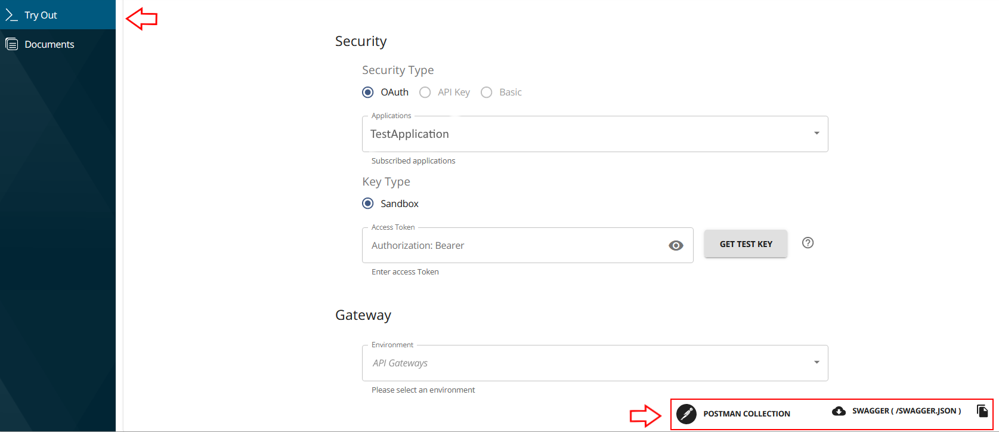 Try Out
Documents
Security
Security Type
OAuth API Key Basic
Applications
TestApplication
Subscribed applications
Key Type
Sandbox
Access Token
Authorization: Bearer
GET TEST KEY
Enter access Token
Gateway
Environment
API Gateways
Please select an environment
POSTMAN COLLECTION SWAGGER ( /SWAGGER.JSON )